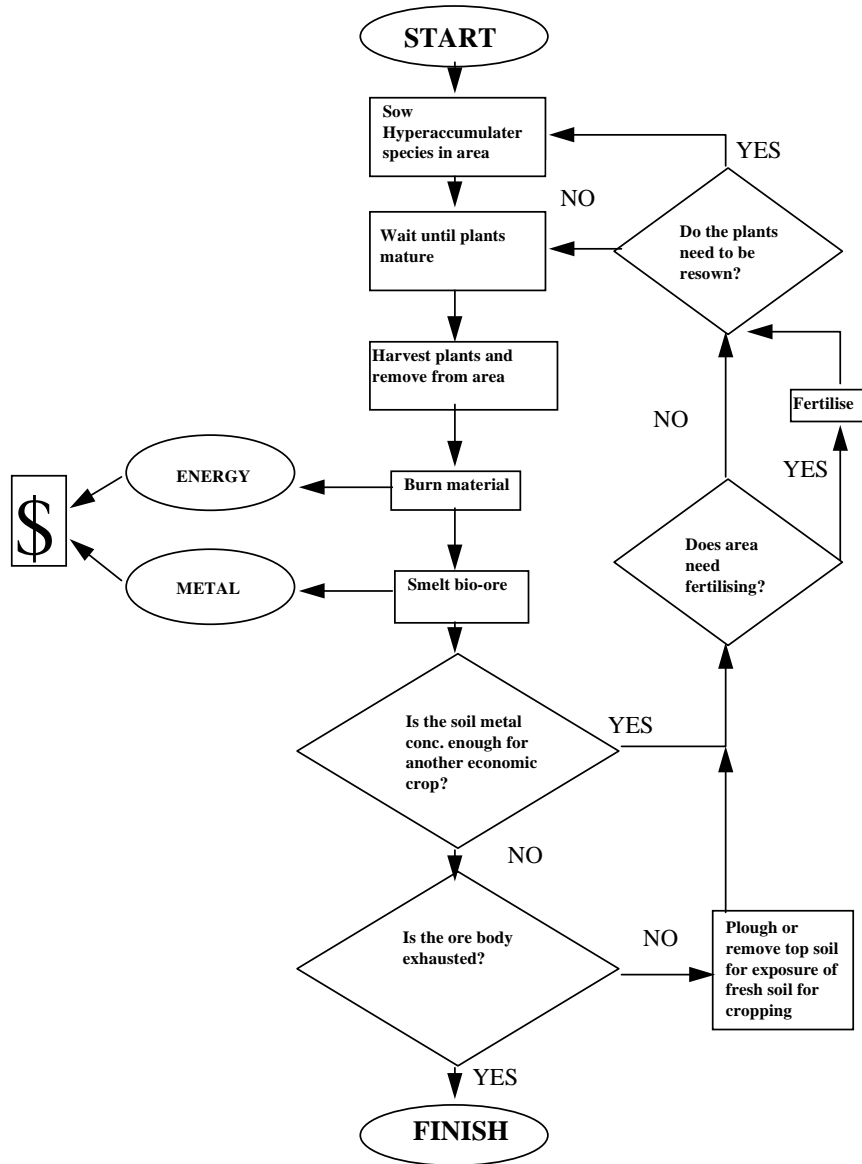 START
Sow
Hyperaccumulater
species in area
YES
NO
Wait until plants
mature
Do the plants
need to be
resown?
Harvest plants and
remove from area
Fertilise
NO
YES
ENERGY
Burn material
$
METAL
Smelt bio-ore
Does area
need
fertilising?
Is the soil metal
conc. enough for
another economic
crop?
YES
NO
Is the ore body
exhausted?
NO
Plough or
remove top soil
for exposure of
fresh soil for
cropping
YES
FINISH